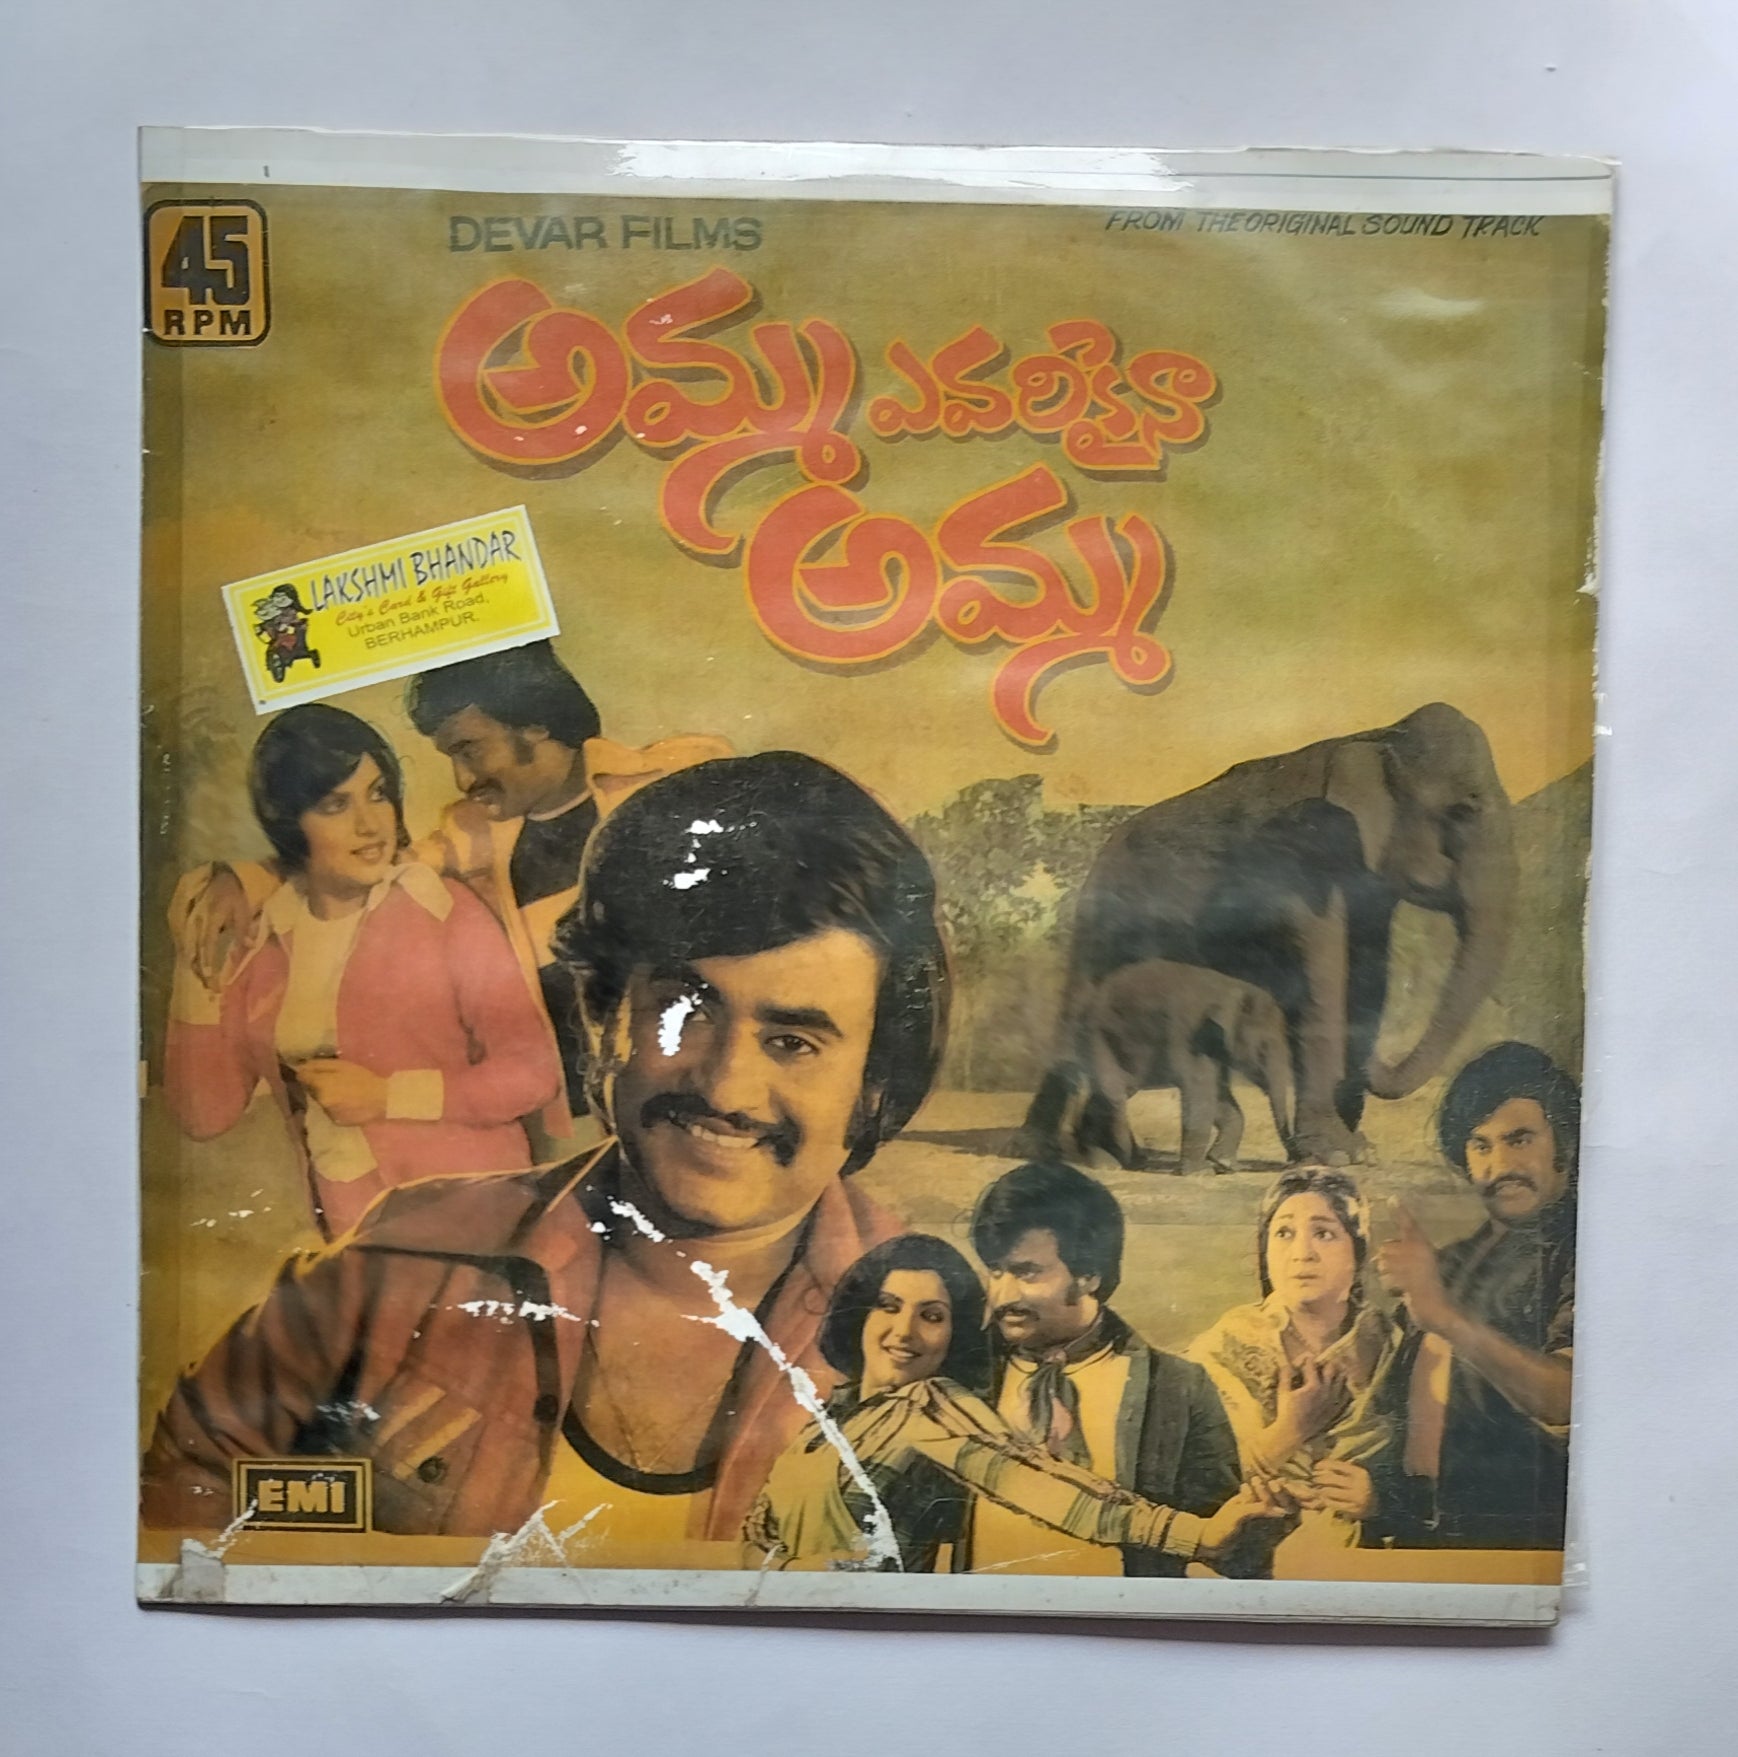 45
RPM
DEVAR FILMS
FROM THE ORIGINAL SOUND TRACK
అమ్మ ఎవరికైనా
అమ్మ
LAKSHMI BHANDAR
City's Card & Gift Gallery
Urban Bank Road,
BERHAMPUR.
EMI